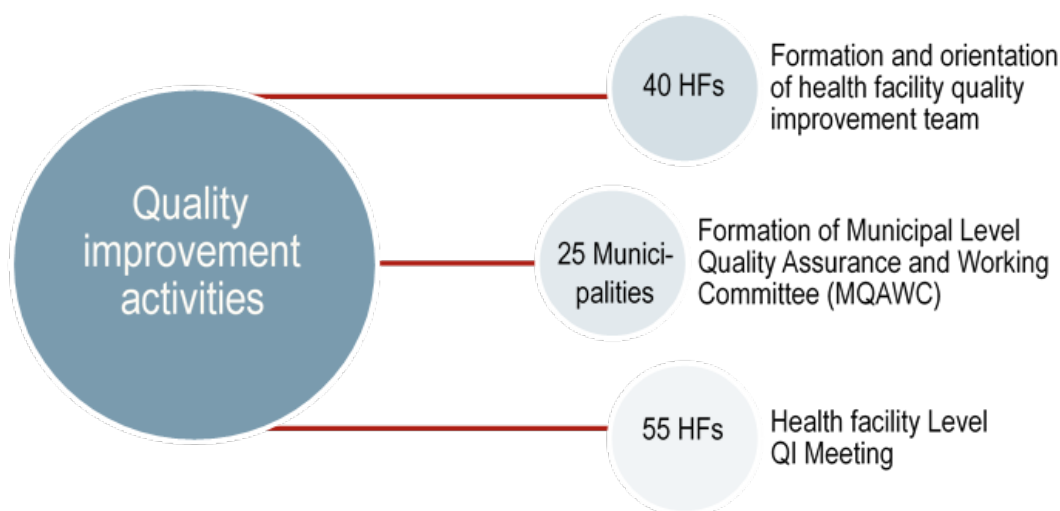 Quality
improvement
activities
40 HFs
Formation and orientation
of health facility quality
improvement team
25 Munici-
palities
Formation of Municipal Level
Quality Assurance and Working
Committee (MQAWC)
55 HFs
Health facility Level
QI Meeting